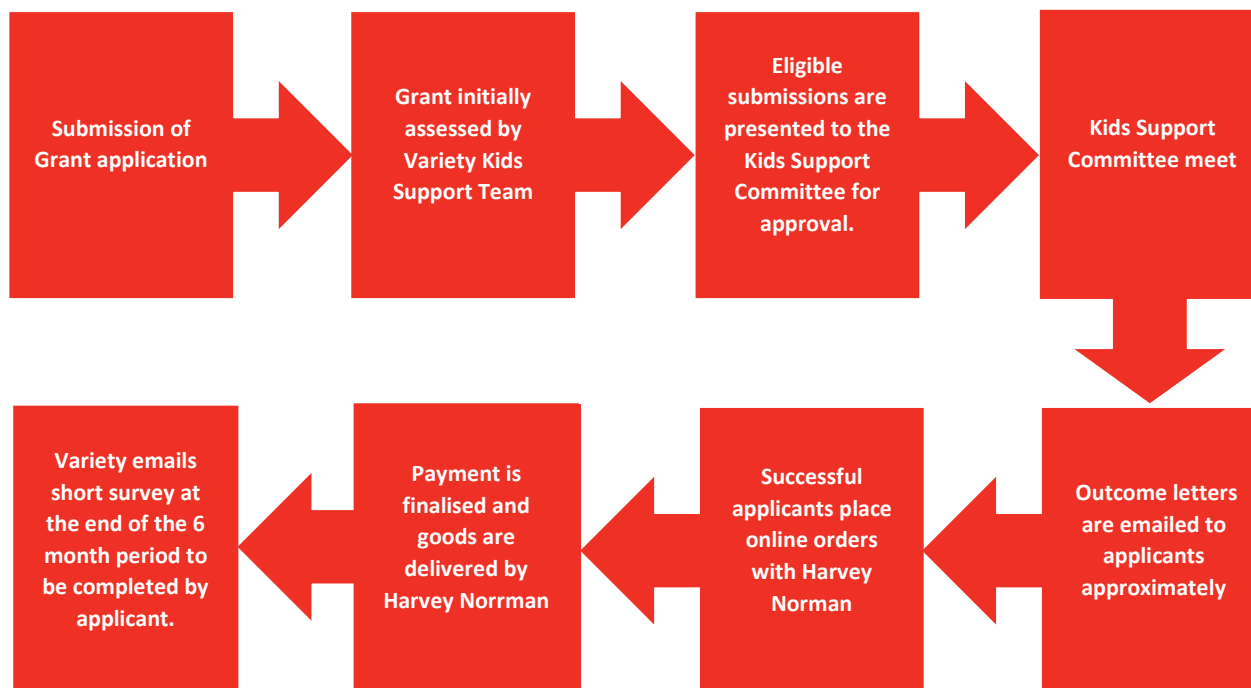 Submission of
Grant application
Grant initially
assessed by
Variety Kids
Support Team
Eligible
submissions are
presented to the
Kids Support
Committee for
approval.
Kids Support
Committee meet
Outcome letters
are emailed to
applicants
approximately
Successful
applicants place
online orders
with Harvey
Norman
Payment is
finalised and
goods are
delivered by
Harvey Norrman
Variety emails
short survey at
the end of the 6
month period to
be completed by
applicant.